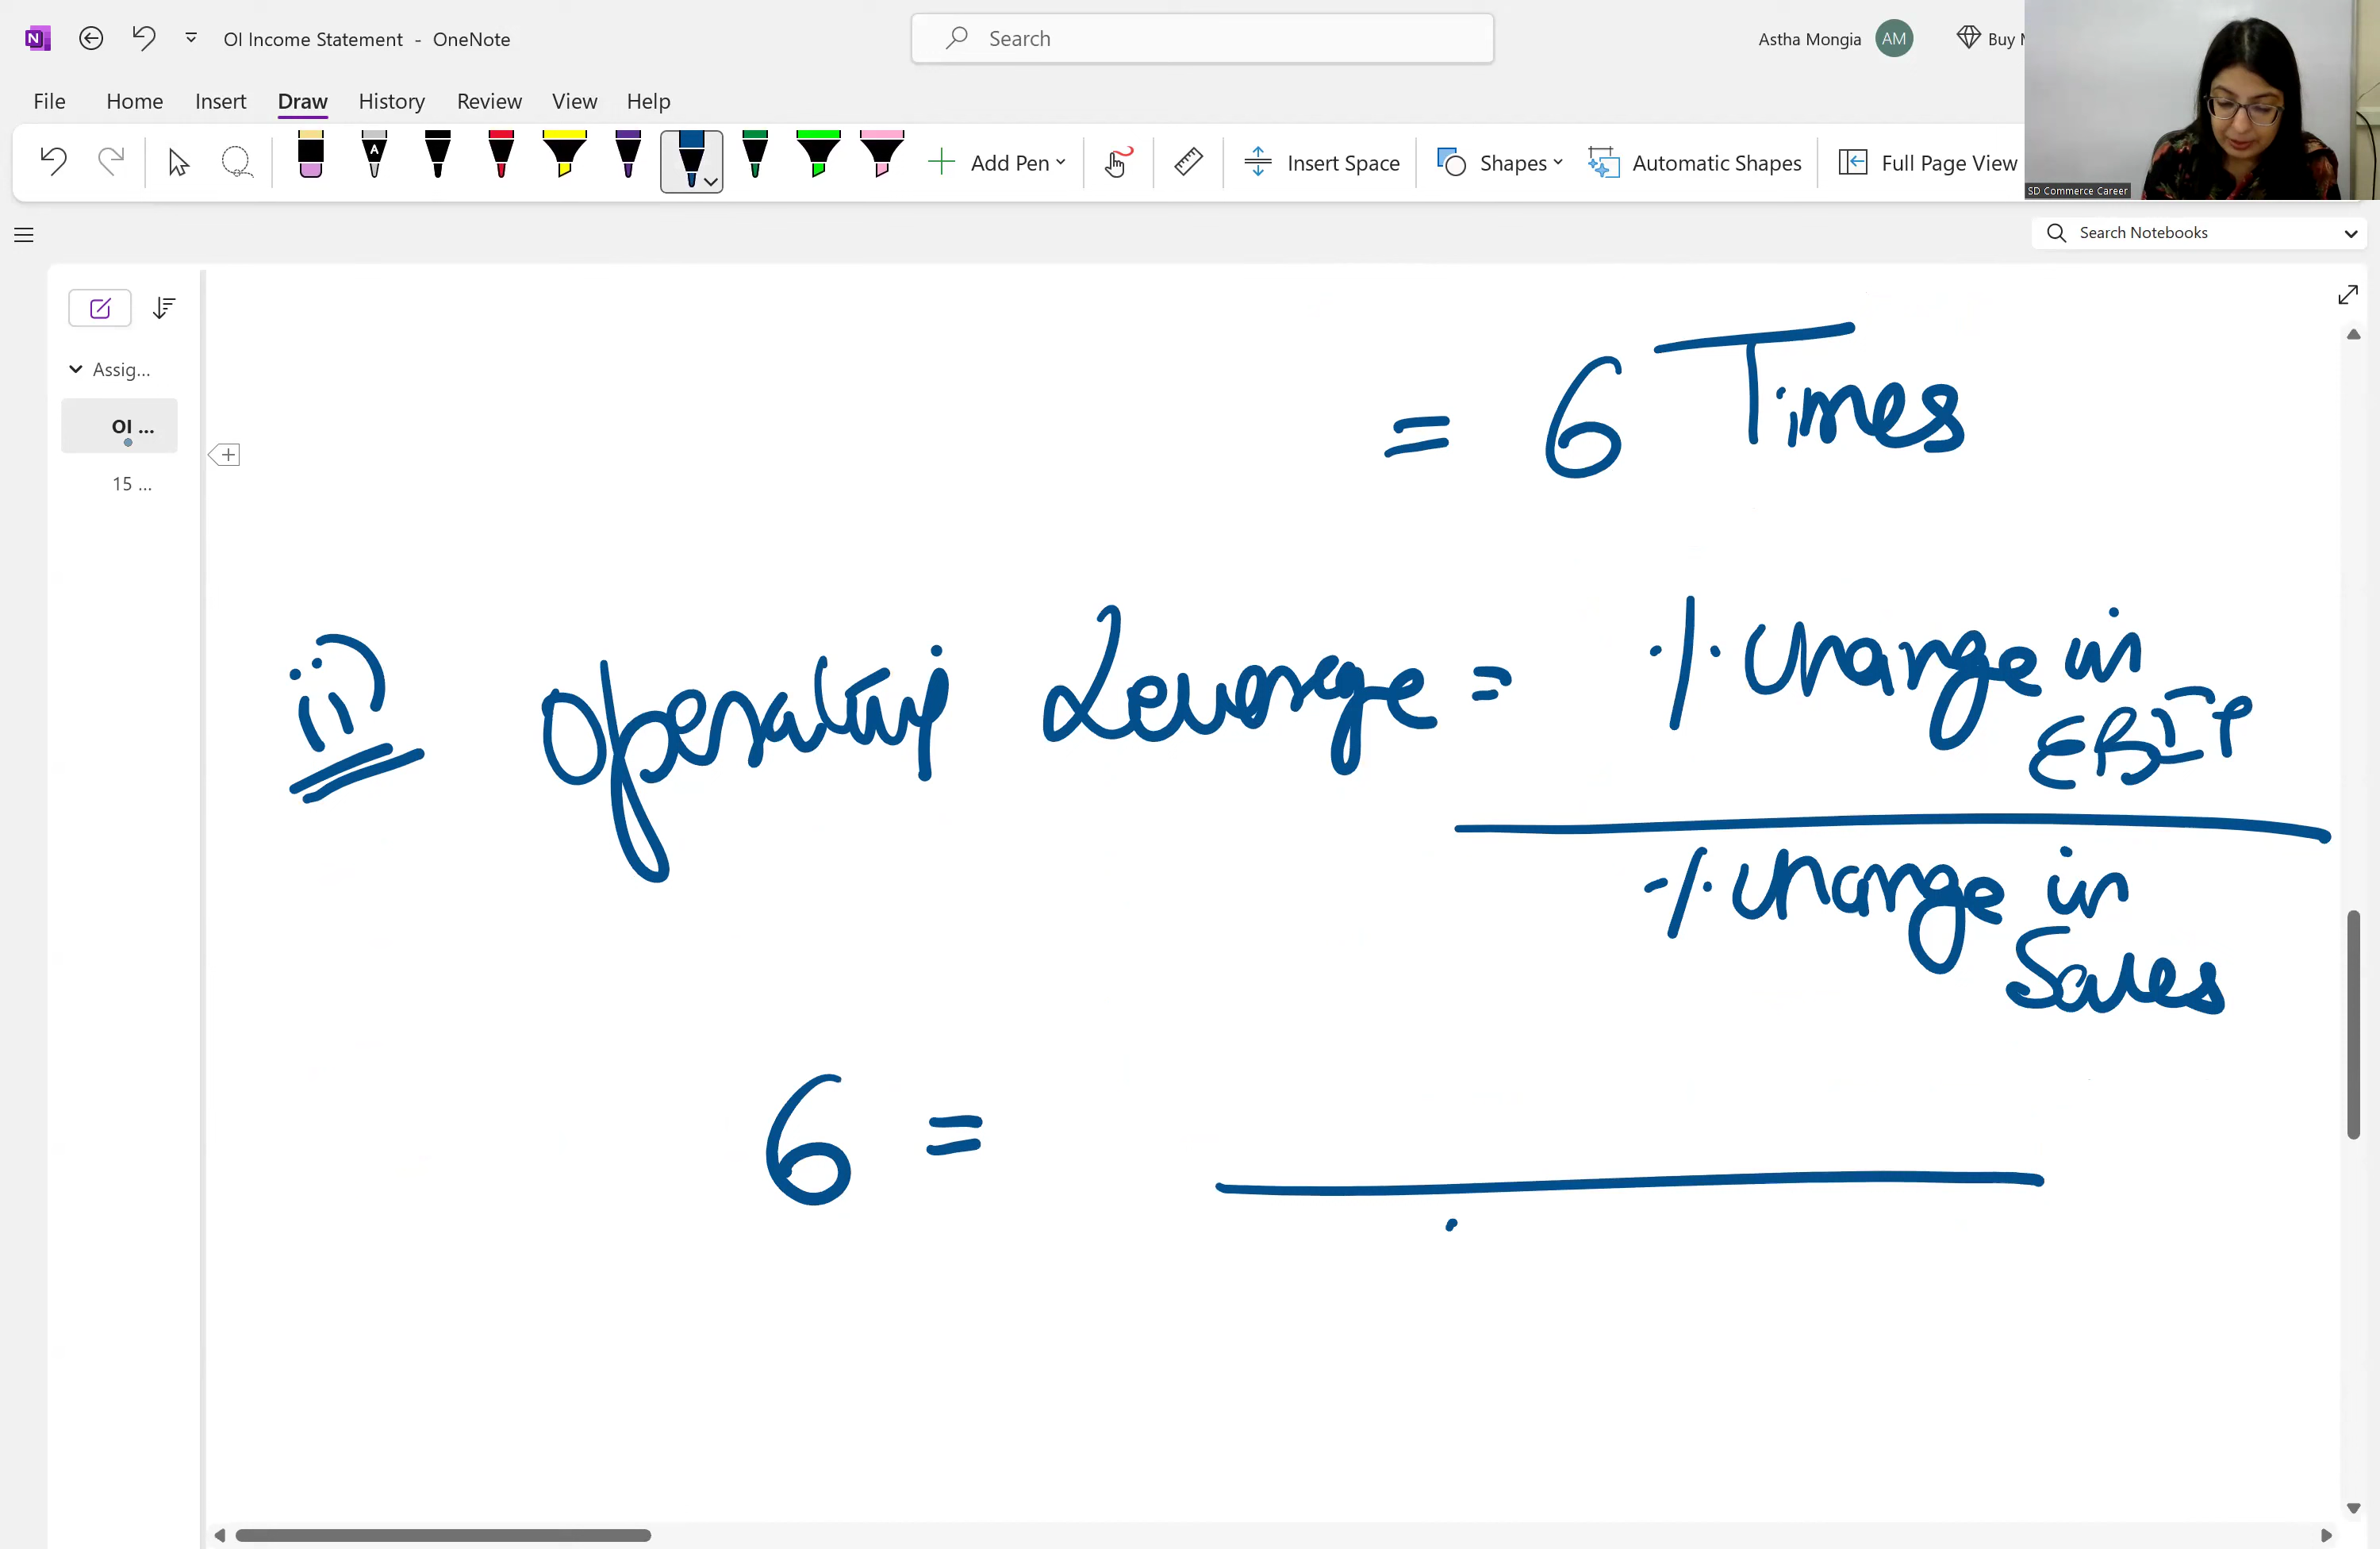 OI Income Statement - OneNote
Search
Astha Mongia AM
Buy
File Home Insert Draw History Review View Help
Add Pen
Insert Space
Shapes
Automatic Shapes
Full Page View
SD Commerce Career
Search Notebooks
Assig...
OI ...
15 ...
= 6 Times
ii) Operating Leverage = % change in
EBIT
% change in
Sales
6 =